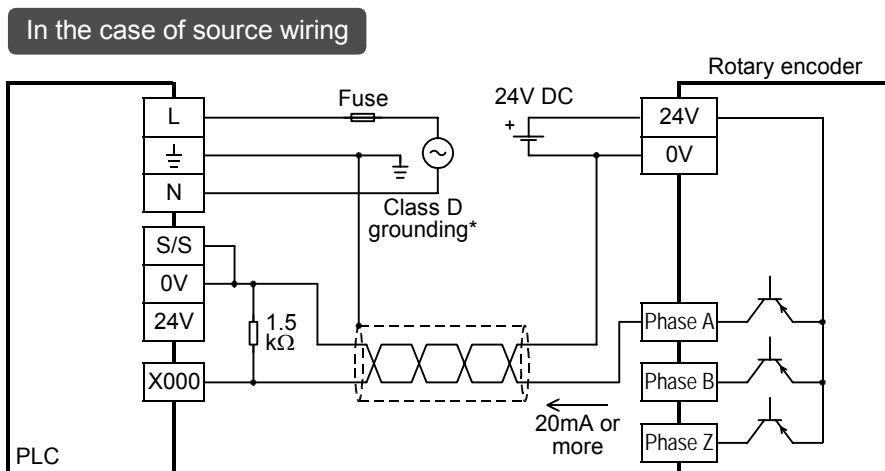 In the case of source wiring
Rotary encoder
Fuse
24V DC
+
L
N
24V
0V
Class D
grounding*
S/S
0V
24V
1.5
kΩ
X000
Phase A
Phase B
Phase Z
20mA or
more
PLC